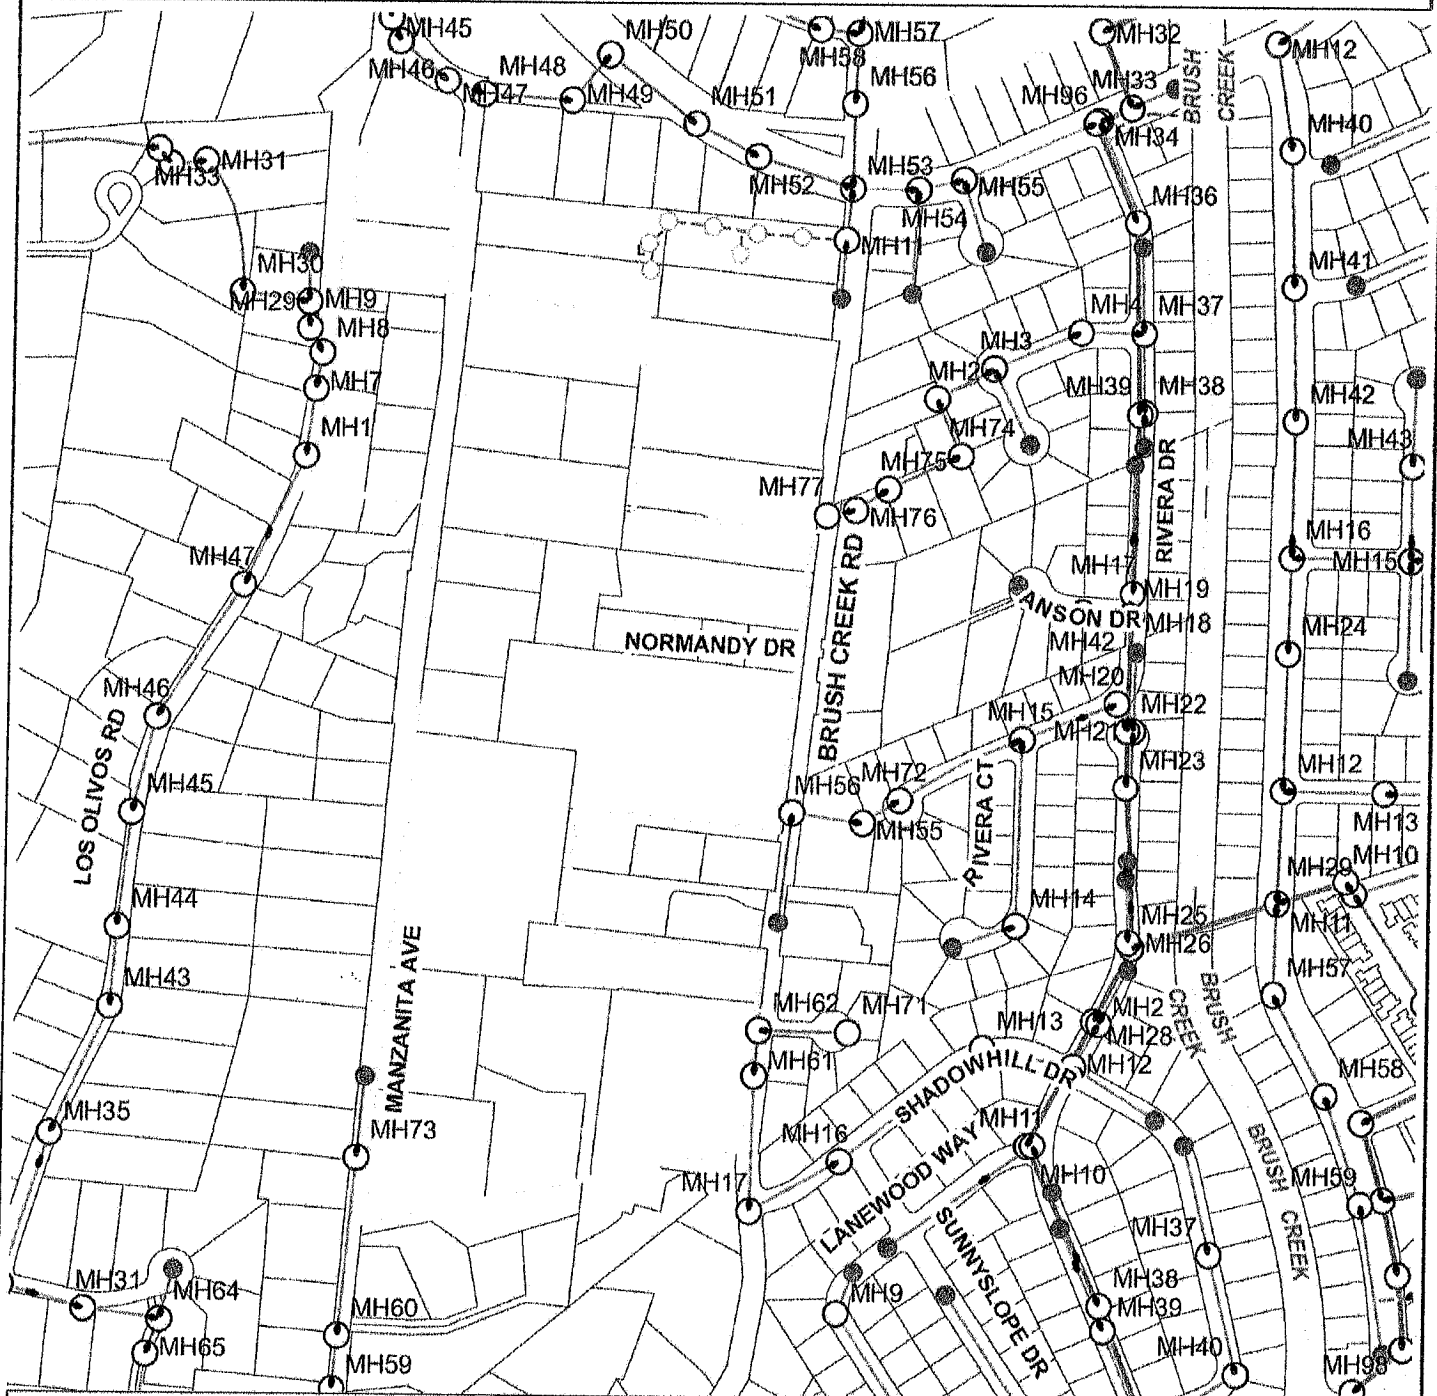 MH45
MH50
MH57
MH58
MH32
BRUSH
CREEK
MH12
MH46
MH48
MH47
MH49
MH56
MH51
MH96
MH33
MH34
MH40
MH31
MH33
MH52
MH53
MH55
MH54
MH36
MH11
MH30
MH29
MH9
MH8
MH41
MH4
MH37
MH3
MH2
MH7
MH39
MH38
MH42
MH1
MH74
MH75
MH43
MH77
MH76
RIVERA DR
MH16
MH15
MH47
MH17
MH19
ANSON DR
MH18
NORMANDY DR
BRUSH CREEK RD
MH42
MH24
MH46
MH20
MH22
MH15
MH21
LOS OLIVOS RD
MH23
MH45
MH56
MH72
MH55
RIVERA CT
MH12
MH13
MH29
MH10
MH44
MH14
MH25
MH26
MH11
MANZANITA AVE
MH43
MH57
BRUSH
CREEK
MH62
MH71
MH13
MH2
MH28
MH61
MH12
SHADOWHILL DR
MH58
MH35
MH73
MH16
LANEWOOD WAY
MH11
MH10
BRUSH
CREEK
MH17
MH59
SUNNYSLOPE DR
MH37
MH31
MH64
MH60
MH9
MH38
MH39
MH65
MH59
MH40
MH98